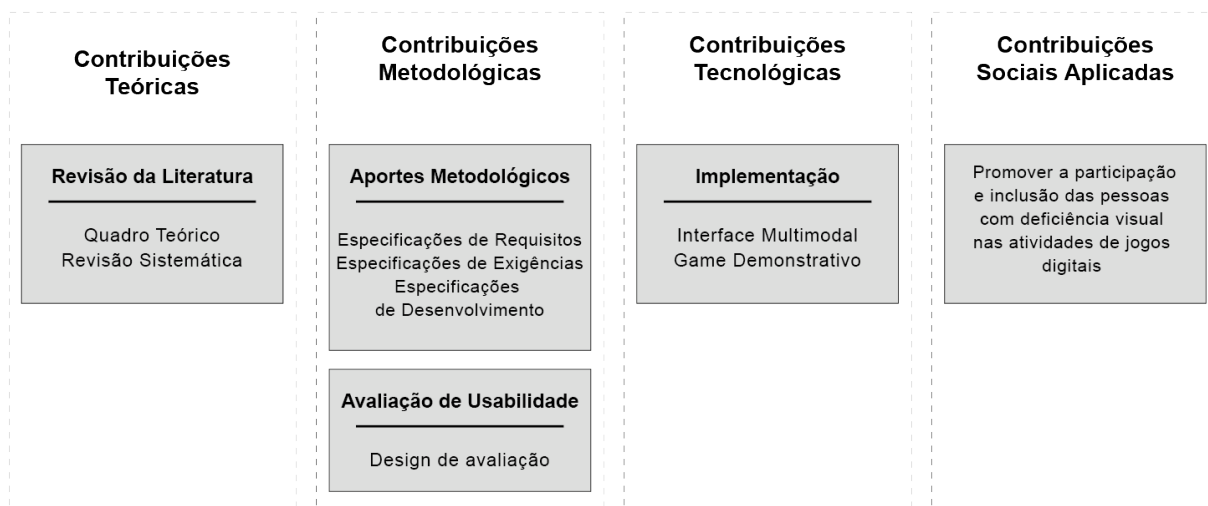 Contribuições
Teóricas
Revisão da Literatura
Quadro Teórico
Revisão Sistemática
Contribuições
Metodológicas
Aportes Metodológicos
Especificações de Requisitos
Especificações de Exigências
Especificações
de Desenvolvimento
Avaliação de Usabilidade
Design de avaliação
Contribuições
Tecnológicas
Implementação
Interface Multimodal
Game Demonstrativo
Contribuições
Sociais Aplicadas
Promover a participação
e inclusão das pessoas
com deficiência visual
nas atividades de jogos
digitais